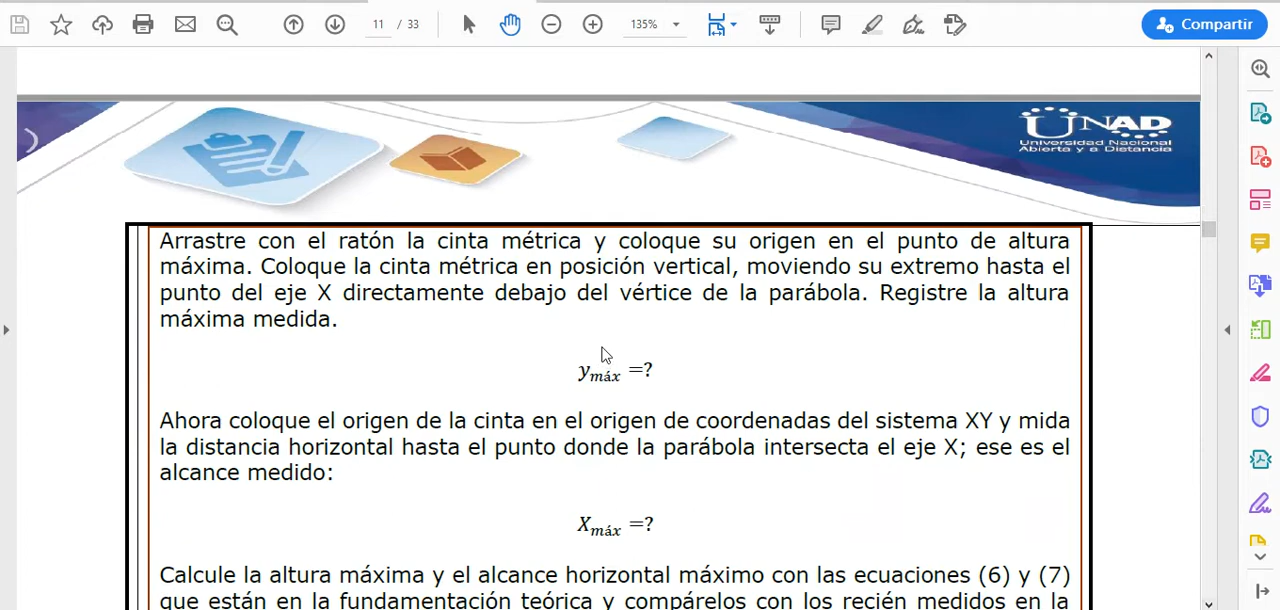 11 / 33
135%
Compartir
UNAD
Universidad Nacional
Abierta y a Distancia
Arrastre con el ratón la cinta métrica y coloque su origen en el punto de altura
máxima. Coloque la cinta métrica en posición vertical, moviendo su extremo hasta el
punto del eje X directamente debajo del vértice de la parábola. Registre la altura
máxima medida.
y máx =?
Ahora coloque el origen de la cinta en el origen de coordenadas del sistema XY y mida
la distancia horizontal hasta el punto donde la parábola intersecta el eje X; ese es el
alcance medido:
X máx =?
Calcule la altura máxima y el alcance horizontal máximo con las ecuaciones (6) y (7)
que están en la fundamentación teórica y compárelos con los recién medidos en la